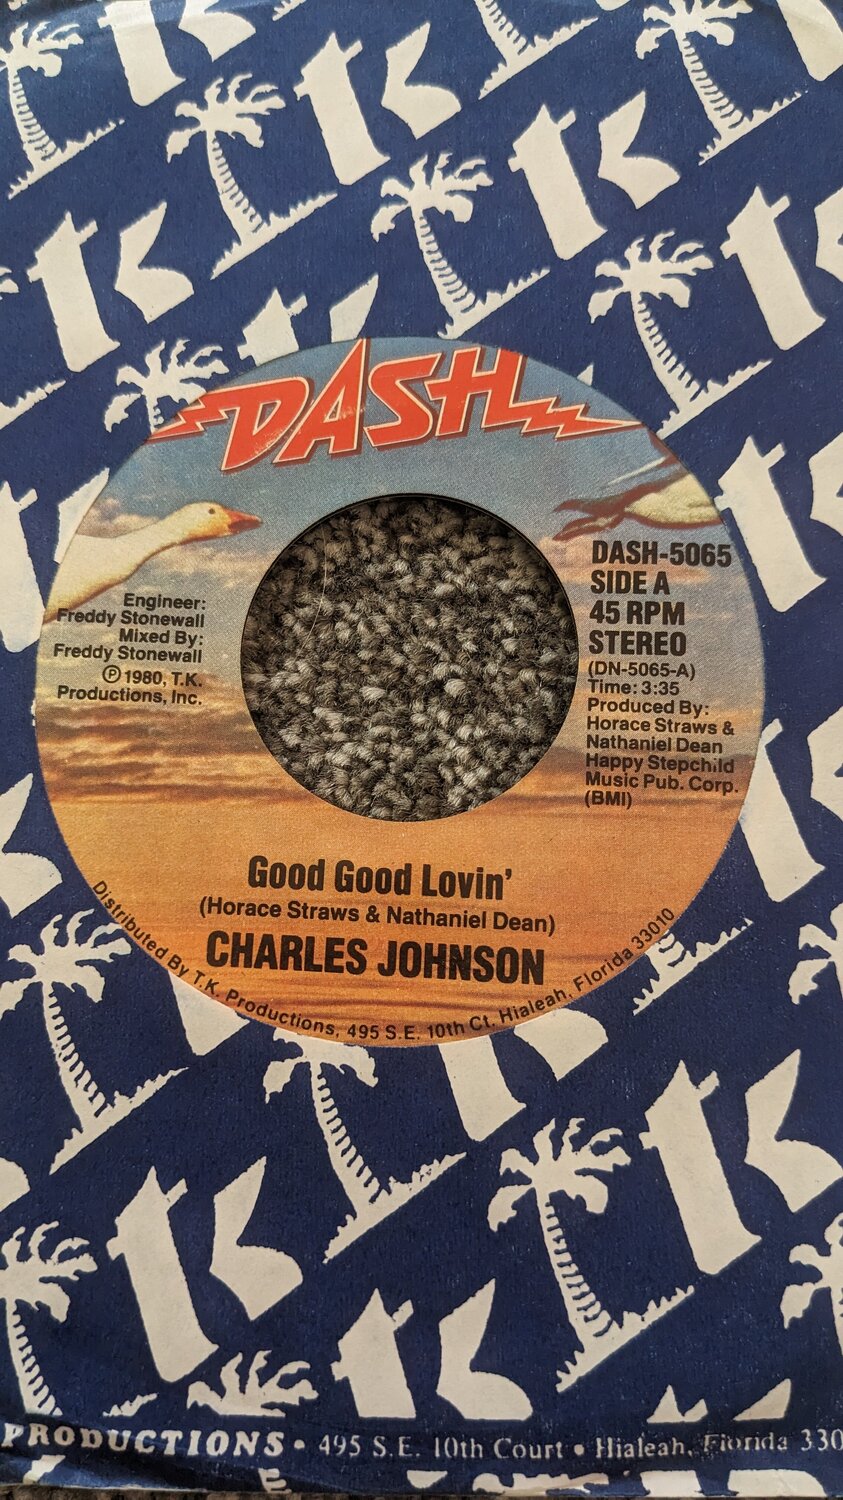 DASH
DASH-5065
SIDE A
45 RPM
STEREO
(DN-5065-A)
Time: 3:35
Produced By:
Horace Straws &
Nathaniel Dean
Happy Stepchild
Music Pub. Corp.
(BMI)
Engineer:
Freddy Stonewall
Mixed By:
Freddy Stonewall
Ⓟ 1980, T.K.
Productions, Inc.
Good Good Lovin'
(Horace Straws & Nathaniel Dean)
CHARLES JOHNSON
Distributed By T.K. Productions, 495 S.E. 10th Ct. Hialeah, Florida 33010
PRODUCTIONS • 495 S.E. 10th Court • Hialeah, Florida 330